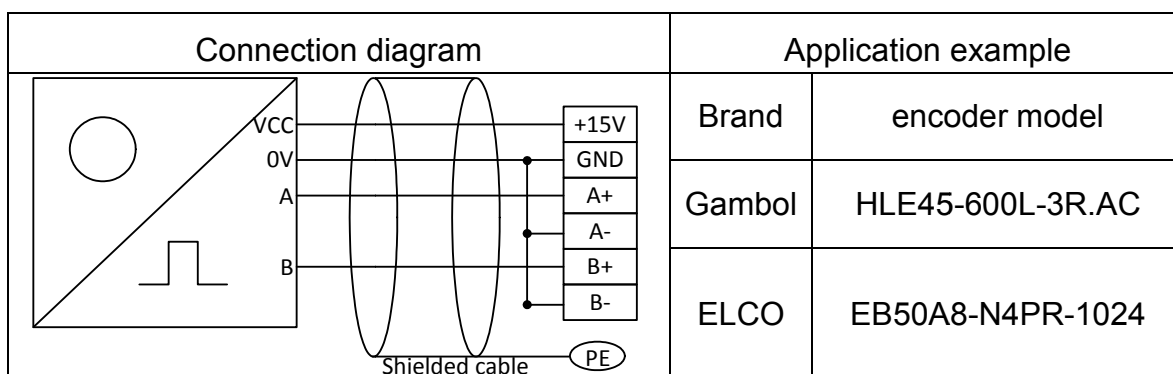 Connection diagram
Application example
VCC
0V
A
B
+15V
GND
A+
A-
B+
B-
PE
Shielded cable
Brand
encoder model
Gambol
HLE45-600L-3R.AC
ELCO
EB50A8-N4PR-1024